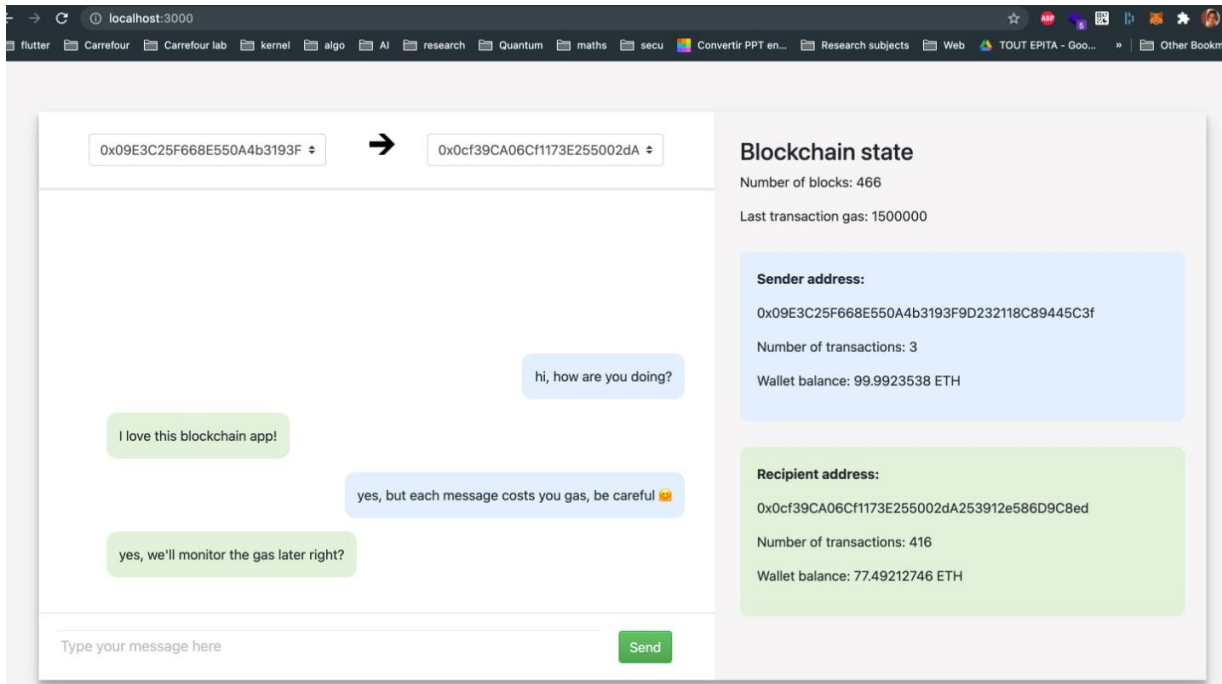 localhost:3000
ABP
5
flutter Carrefour Carrefour lab kernel algo AI research Quantum maths secu Convertir PPT en... Research subjects Web TOUT EPITA - Goo... » Other Bookm
0x09E3C25F668E550A4b3193F
0x0cf39CA06Cf1173E255002dA
hi, how are you doing?
I love this blockchain app!
yes, but each message costs you gas, be careful 🤗
yes, we'll monitor the gas later right?
Type your message here
Send
Blockchain state
Number of blocks: 466
Last transaction gas: 1500000
Sender address:
0x09E3C25F668E550A4b3193F9D232118C89445C3f
Number of transactions: 3
Wallet balance: 99.9923538 ETH
Recipient address:
0x0cf39CA06Cf1173E255002dA253912e586D9C8ed
Number of transactions: 416
Wallet balance: 77.49212746 ETH